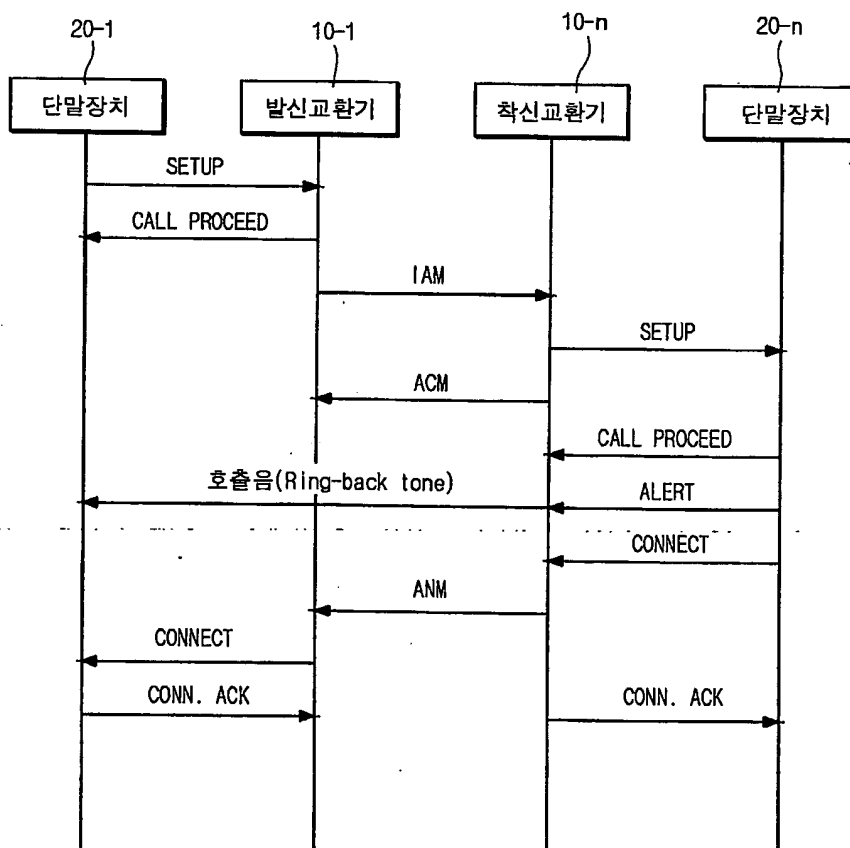 20-1
10-1
10-n
20-n
단말장치
발신교환기
착신교환기
단말장치
SETUP
CALL PROCEED
IAM
SETUP
ACM
CALL PROCEED
호출음(Ring-back tone)
ALERT
CONNECT
ANM
CONNECT
CONN. ACK
CONN. ACK